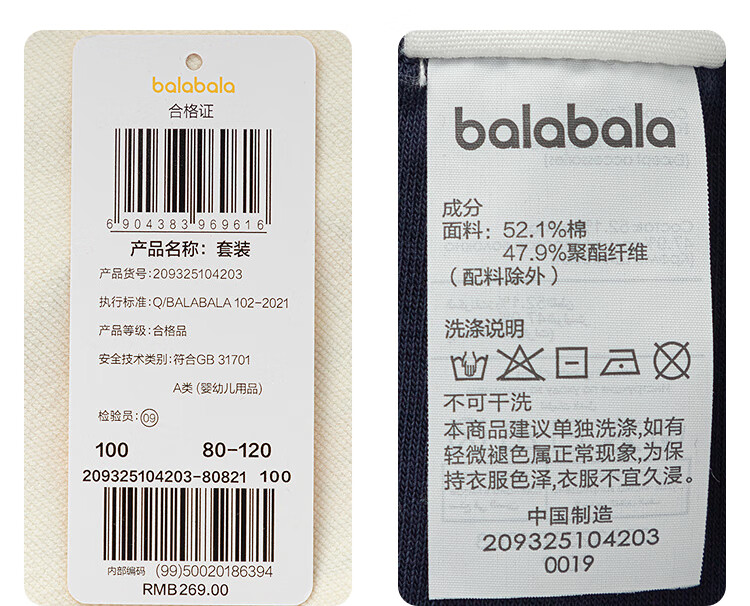 balabala
合格证
6904383969616
产品名称：套装
产品货号:209325104203
执行标准:Q/BALABALA 102-2021
产品等级:合格品
安全技术类别:符合GB 31701
A类 (婴幼儿用品)
检验员:09
100 80-120
209325104203-80821 100
内部编码 (99)50020186394
RMB269.00
balabala
成分
面料：52.1%棉
47.9%聚酯纤维
（配料除外）
洗涤说明
不可干洗
本商品建议单独洗涤,如有
轻微褪色属正常现象,为保
持衣服色泽,衣服不宜久浸。
中国制造
209325104203
0019